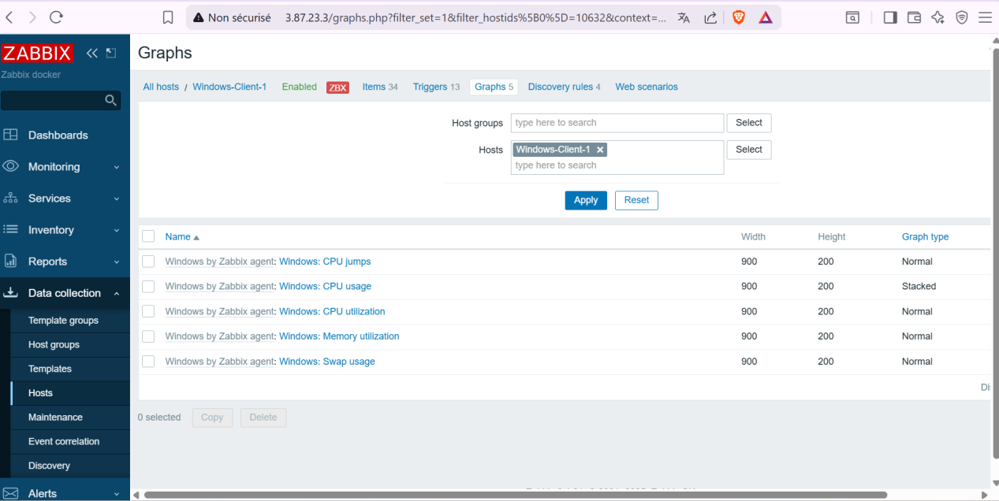 Non sécurisé 3.87.23.3/graphs.php?filter_set=1&filter_hostids%5B0%5D=10632&context=...
ZABBIX
Zabbix docker
Dashboards
Monitoring
Services
Inventory
Reports
Data collection
Template groups
Host groups
Templates
Hosts
Maintenance
Event correlation
Discovery
Alerts
Graphs
All hosts / Windows-Client-1 Enabled ZBX Items 34 Triggers 13 Graphs 5 Discovery rules 4 Web scenarios
Host groups type here to search Select
Hosts Windows-Client-1 Select
type here to search
Apply Reset
Name Width Height Graph type
Windows by Zabbix agent: Windows: CPU jumps 900 200 Normal
Windows by Zabbix agent: Windows: CPU usage 900 200 Stacked
Windows by Zabbix agent: Windows: CPU utilization 900 200 Normal
Windows by Zabbix agent: Windows: Memory utilization 900 200 Normal
Windows by Zabbix agent: Windows: Swap usage 900 200 Normal
0 selected Copy Delete